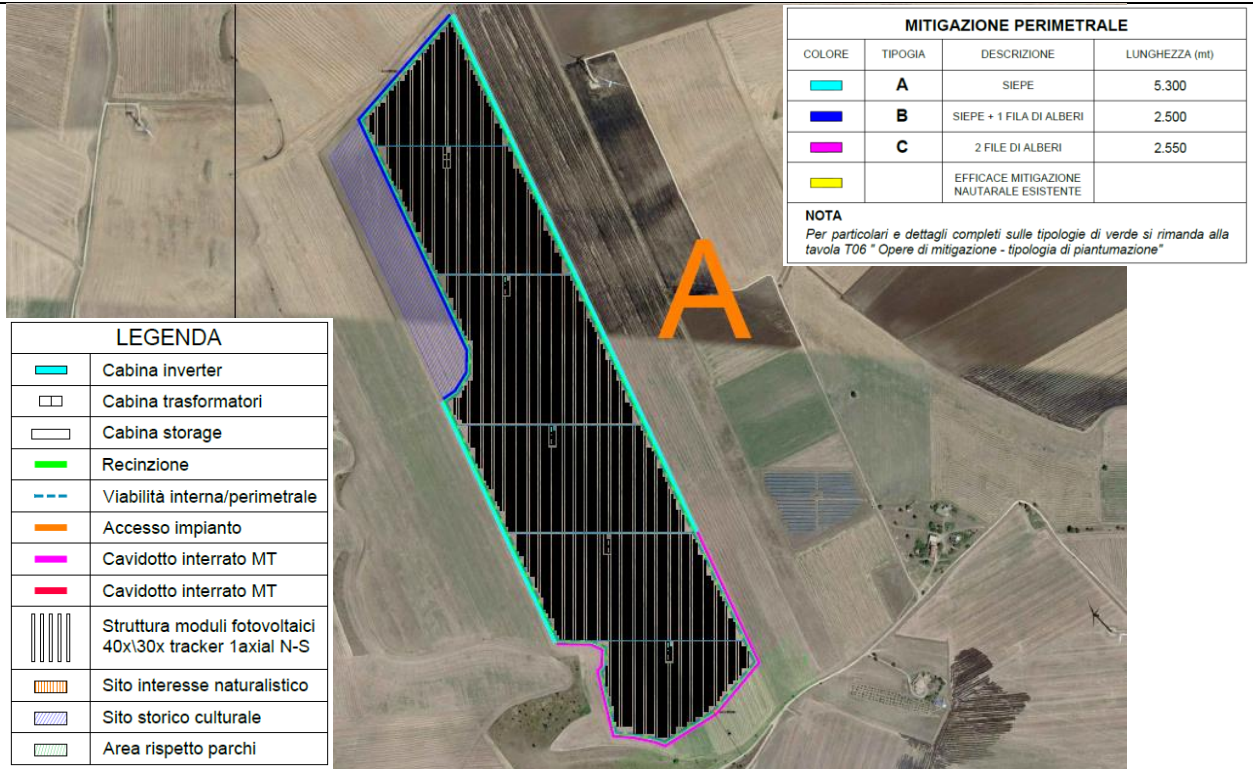 MITIGAZIONE PERIMETRALE
COLORE TIPOGIA DESCRIZIONE LUNGHEZZA (mt)
A SIEPE 5.300
B SIEPE + 1 FILA DI ALBERI 2.500
C 2 FILE DI ALBERI 2.550
EFFICACE MITIGAZIONE
NAUTARALE ESISTENTE
NOTA
Per particolari e dettagli completi sulle tipologie di verde si rimanda alla
tavola T06 " Opere di mitigazione - tipologia di piantumazione"
A
LEGENDA
Cabina inverter
Cabina trasformatori
Cabina storage
Recinzione
Viabilità interna/perimetrale
Accesso impianto
Cavidotto interrato MT
Cavidotto interrato MT
Struttura moduli fotovoltaici
40x\30x tracker 1axial N-S
Sito interesse naturalistico
Sito storico culturale
Area rispetto parchi